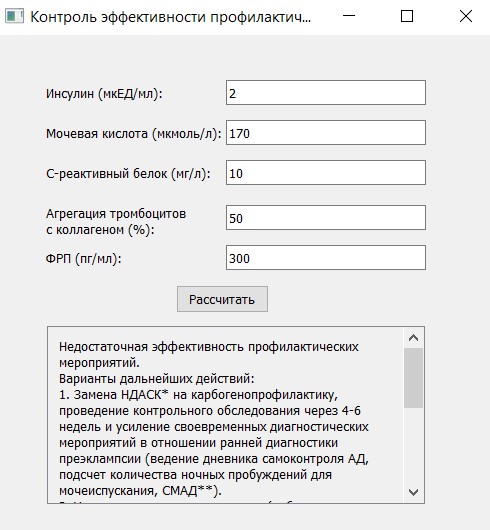 Контроль эффективности профилактич...
Инсулин (мкЕД/мл):
2
Мочевая кислота (мкмоль/л):
170
С-реактивный белок (мг/л):
10
Агрегация тромбоцитов
с коллагеном (%):
50
ФРП (пг/мл):
300
Рассчитать
Недостаточная эффективность профилактических
мероприятий.
Варианты дальнейших действий:
1. Замена НДАСК* на карбогенопрофилактику,
проведение контрольного обследования через 4-6
недель и усиление своевременных диагностических
мероприятий в отношении ранней диагностики
преэклампсии (ведение дневника самоконтроля АД,
подсчет количества ночных пробуждений для
мочеиспускания, СМАД**).